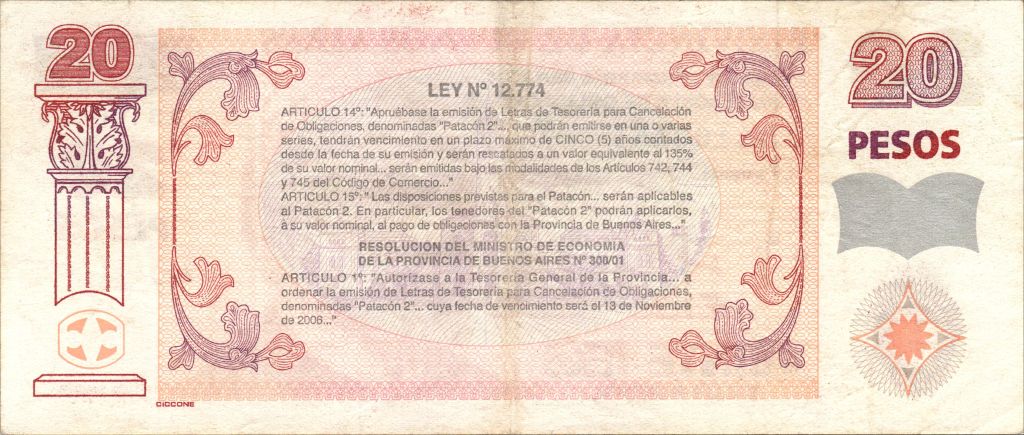 20
20
PESOS
LEY Nº 12.774
ARTICULO 14º: "Apruébase la emisión de Letras de Tesorería para Cancelación
de Obligaciones, denominadas "Patacón 2"... que podrán emitirse en una o varias
series, tendrán vencimiento en un plazo máximo de CINCO (5) años contados
desde la fecha de su emisión y serán rescatados a un valor equivalente al 135%
de su valor nominal... serán emitidas bajo las modalidades de los Artículos 742, 744
y 745 del Código de Comercio..."
ARTICULO 15º: " Las disposiciones previstas para el Patacón... serán aplicables
al Patacón 2. En particular, los tenedores del "Patacón 2" podrán aplicarlos,
a su valor nominal, al pago de obligaciones con la Provincia de Buenos Aires..."
RESOLUCION DEL MINISTRO DE ECONOMIA
DE LA PROVINCIA DE BUENOS AIRES Nº 300/01
ARTICULO 1º: "Autorízase a la Tesorería General de la Provincia... a
ordenar la emisión de Letras de Tesorería para Cancelación de Obligaciones,
denominadas "Patacón 2"... cuya fecha de vencimiento será el 13 de Noviembre
de 2006..."
CICCONE